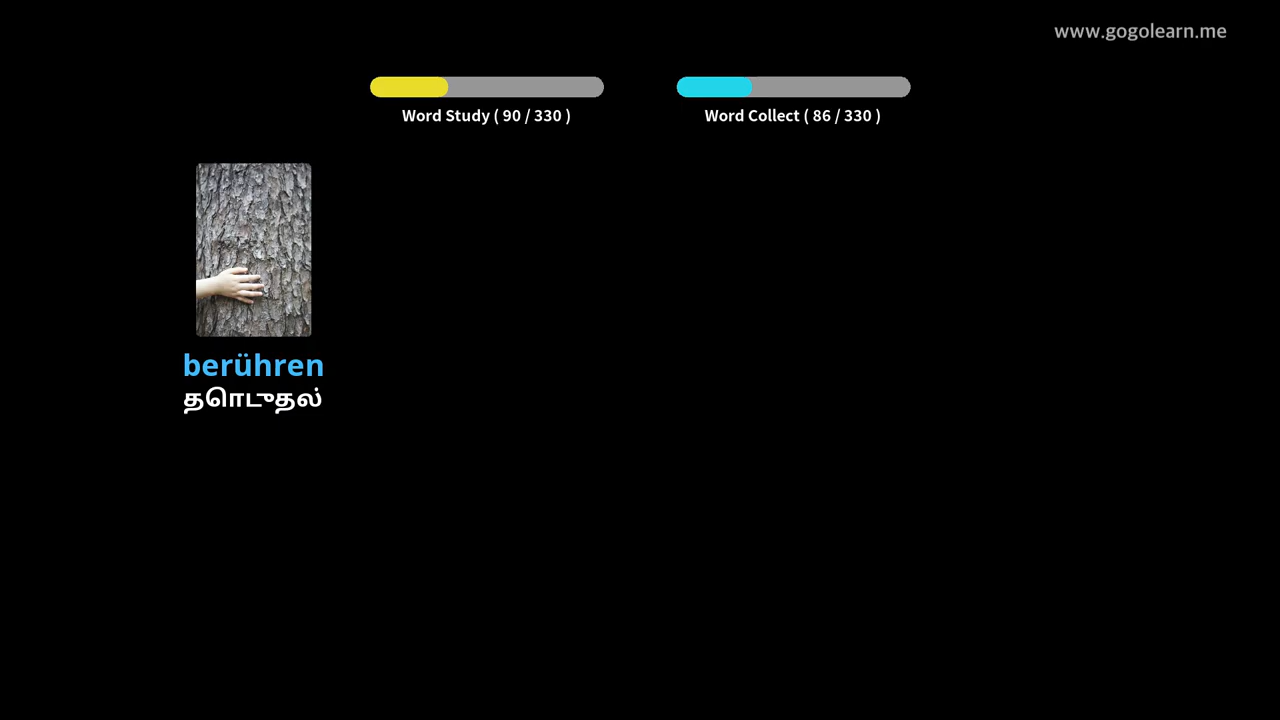 www.gogolearn.me
Word Study ( 90 / 330 )
Word Collect ( 86 / 330 )
berühren
தொடுதல்